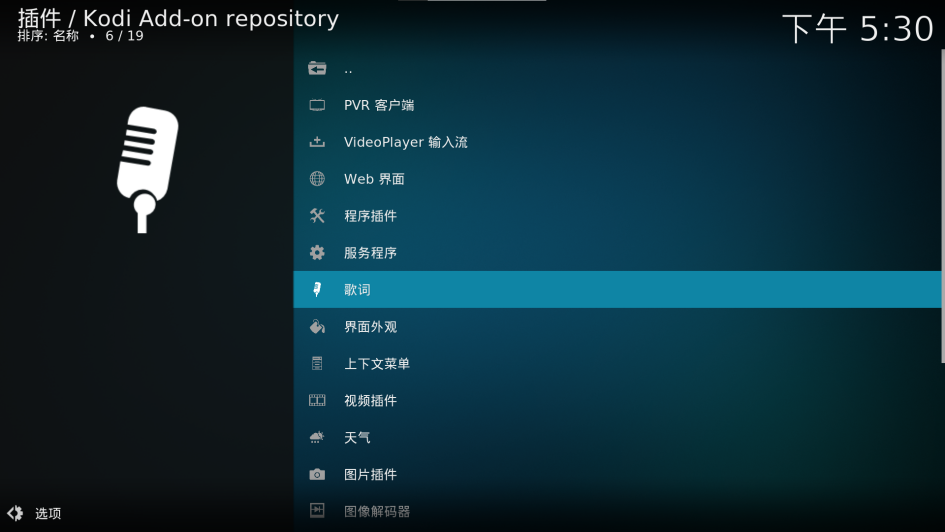 插件 / Kodi Add-on repository
排序: 名称 • 6 / 19
下午 5:30
..
PVR 客户端
VideoPlayer 输入流
Web 界面
程序插件
服务程序
歌词
界面外观
上下文菜单
视频插件
天气
图片插件
图像解码器
选项